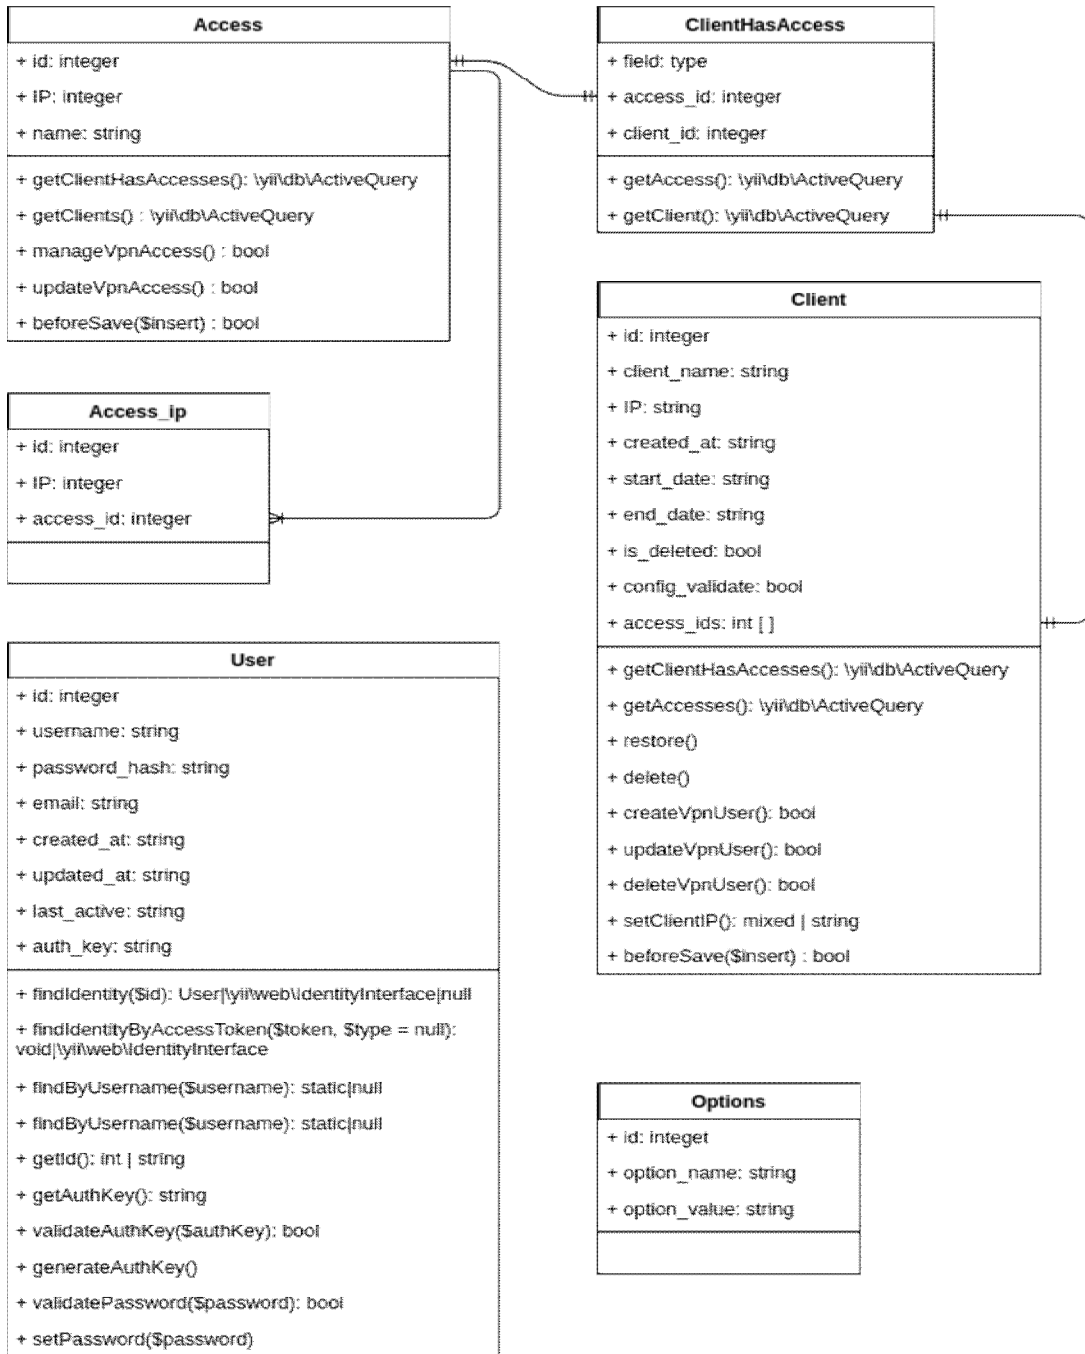 Access
+ id: integer
+ IP: integer
+ name: string
+ getClientHasAccesses(): \yii\db\ActiveQuery
+ getClients() : \yii\db\ActiveQuery
+ manageVpnAccess() : bool
+ updateVpnAccess() : bool
+ beforeSave($insert) : bool
ClientHasAccess
+ field: type
+ access_id: integer
+ client_id: integer
+ getAccess(): \yii\db\ActiveQuery
+ getClient(): \yii\db\ActiveQuery
Access_ip
+ id: integer
+ IP: integer
+ access_id: integer
Client
+ id: integer
+ client_name: string
+ IP: string
+ created_at: string
+ start_date: string
+ end_date: string
+ is_deleted: bool
+ config_validate: bool
+ access_ids: int [ ]
+ getClientHasAccesses(): \yii\db\ActiveQuery
+ getAccesses(): \yii\db\ActiveQuery
+ restore()
+ delete()
+ createVpnUser(): bool
+ updateVpnUser(): bool
+ deleteVpnUser(): bool
+ setClientIP(): mixed | string
+ beforeSave($insert) : bool
User
+ id: integer
+ username: string
+ password_hash: string
+ email: string
+ created_at: string
+ updated_at: string
+ last_active: string
+ auth_key: string
+ findIdentity($id): User|\yii\web\IdentityInterface|null
+ findIdentityByAccessToken($token, $type = null):
void|\yii\web\IdentityInterface
+ findByUsername($username): static|null
+ findByUsername($username): static|null
+ getId(): int | string
+ getAuthKey(): string
+ validateAuthKey($authKey): bool
+ generateAuthKey()
+ validatePassword($password): bool
+ setPassword($password)
Options
+ id: integet
+ option_name: string
+ option_value: string